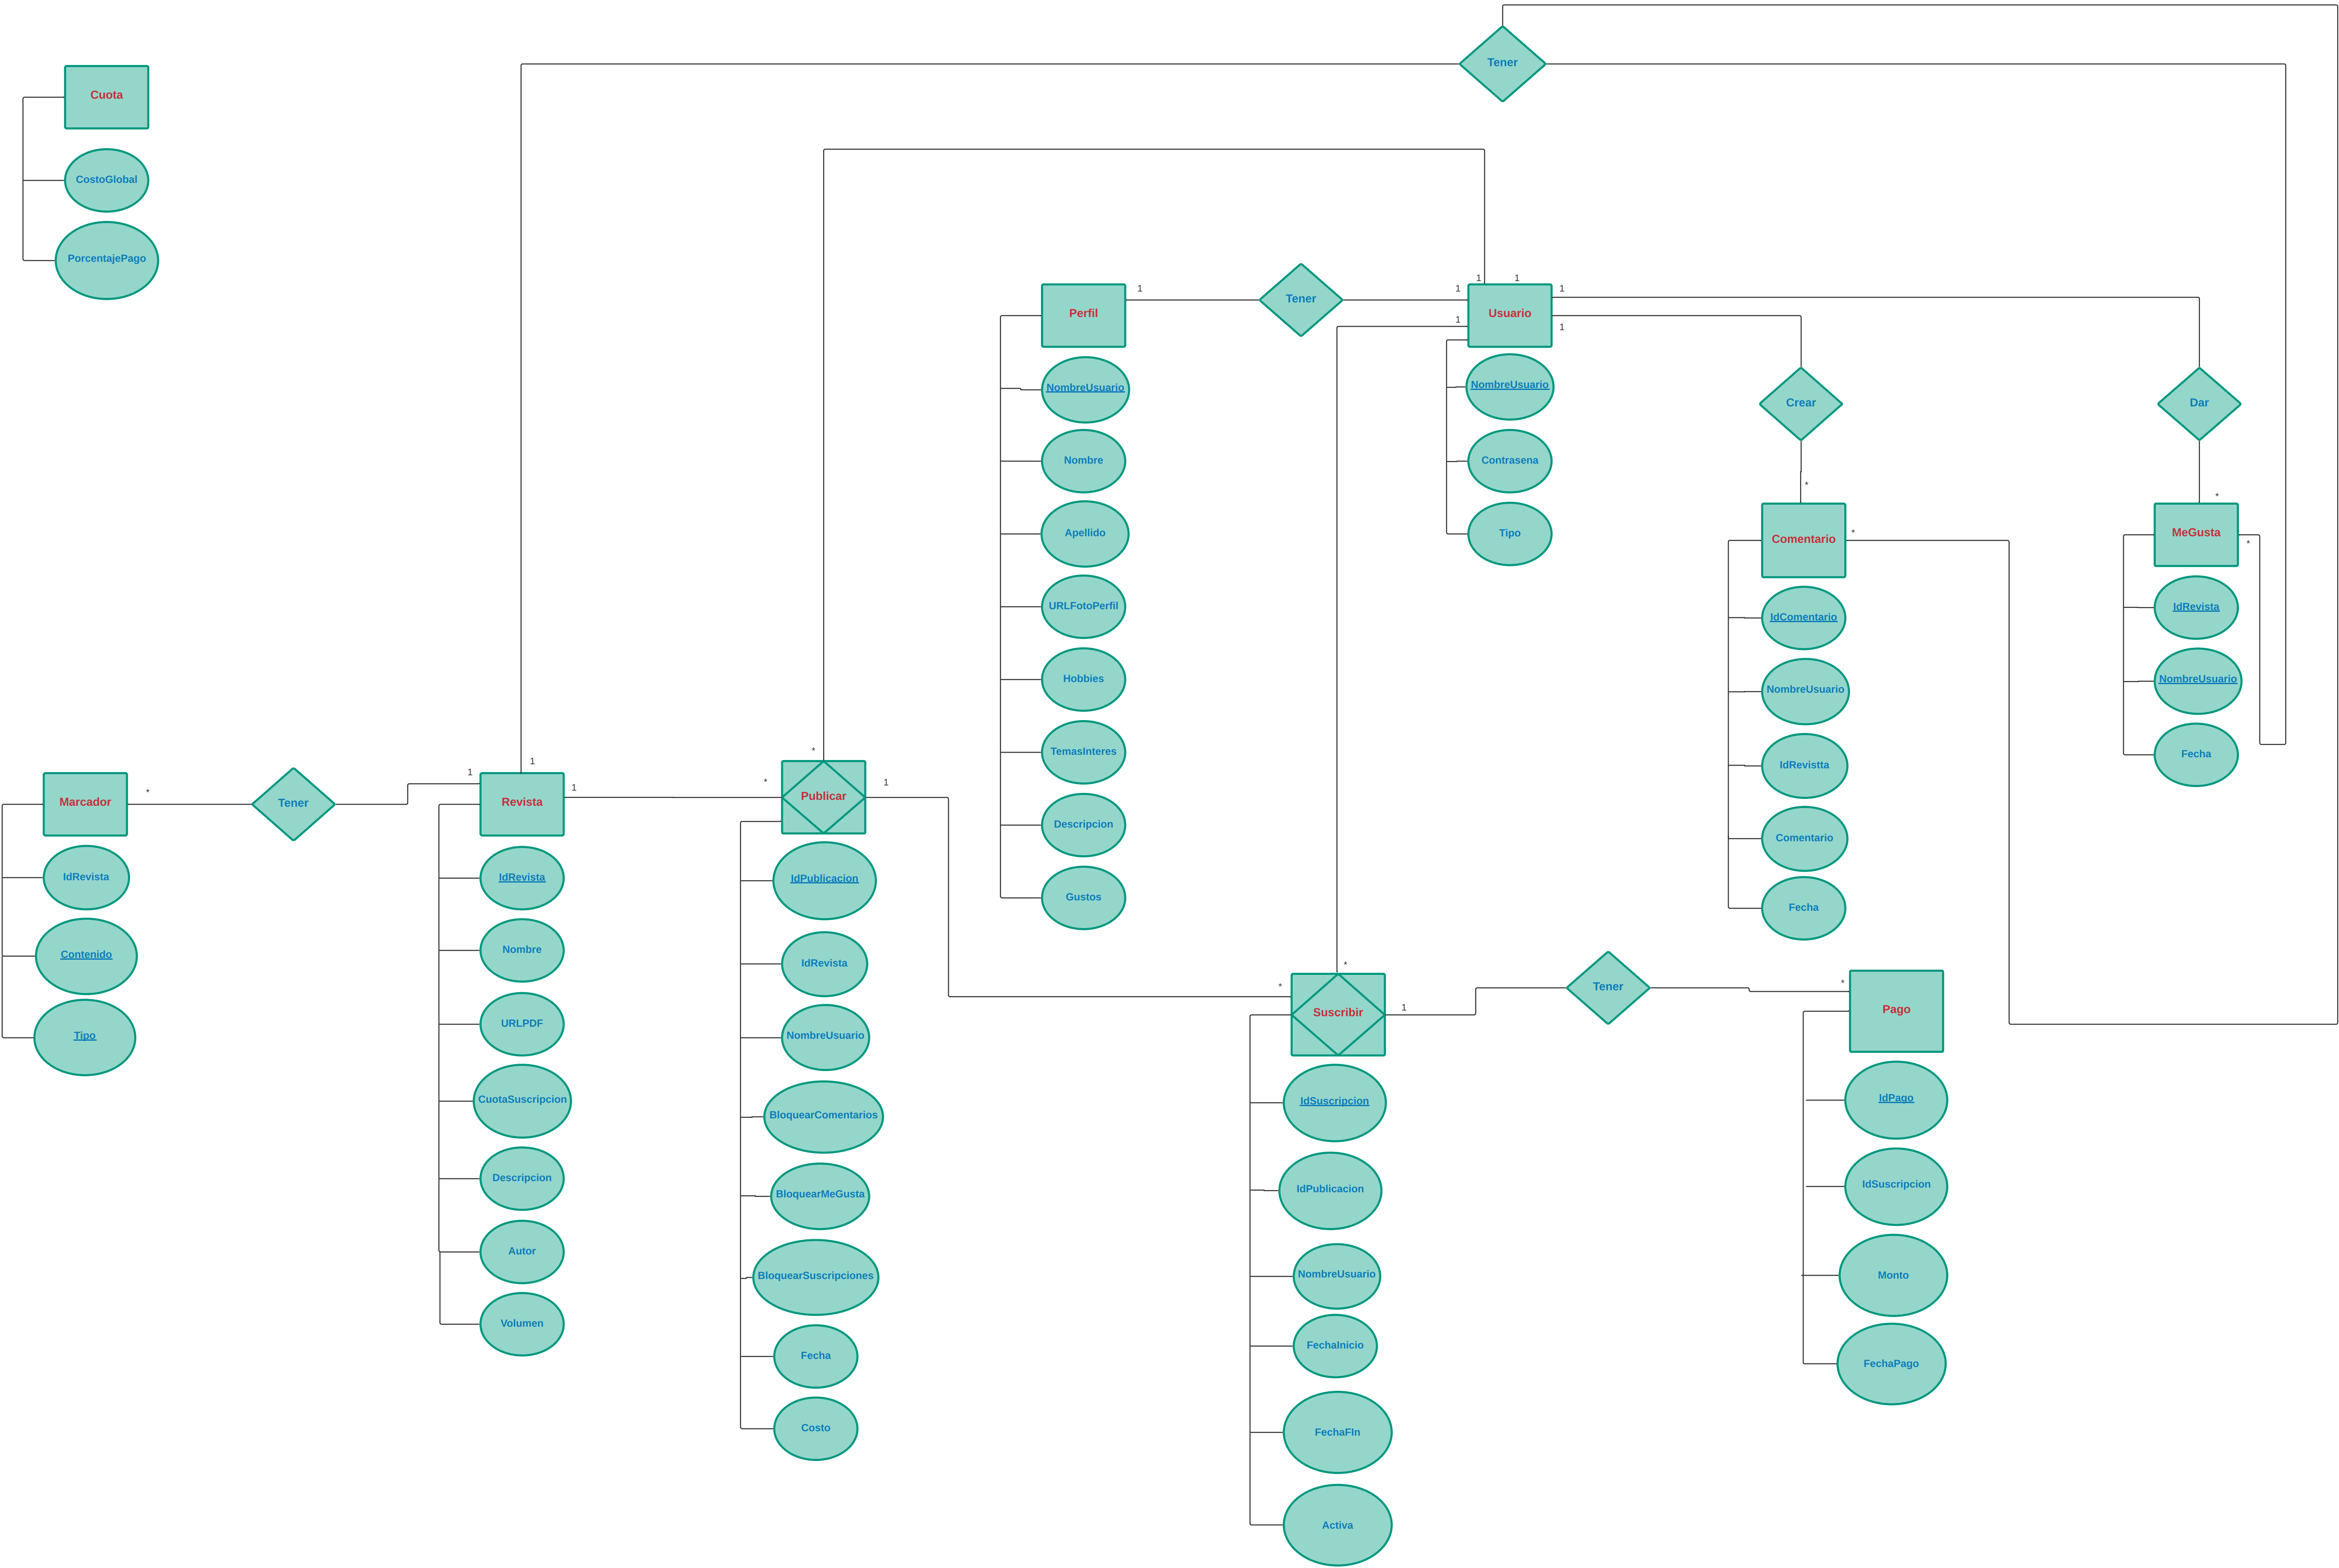 Tener
Cuota
CostoGlobal
PorcentajePago
1
1
Perfil
1
Tener
1
1
Usuario
1
1
NombreUsuario
Nombre
Apellido
URLFotoPerfil
Hobbies
TemasInteres
Descripcion
Gustos
NombreUsuario
Contrasena
Tipo
Crear
*
Comentario
*
IdComentario
NombreUsuario
IdRevistta
Comentario
Fecha
Dar
*
MeGusta
*
IdRevista
NombreUsuario
Fecha
Marcador
*
Tener
1
1
Revista
1
IdRevista
Contenido
Tipo
IdRevista
Nombre
URLPDF
CuotaSuscripcion
Descripcion
Autor
Volumen
*
*
Publicar
1
IdPublicacion
IdRevista
NombreUsuario
BloquearComentarios
BloquearMeGusta
BloquearSuscripciones
Fecha
Costo
*
*
Suscribir
1
Tener
*
Pago
IdSuscripcion
IdPublicacion
NombreUsuario
FechaInicio
FechaFIn
Activa
IdPago
IdSuscripcion
Monto
FechaPago